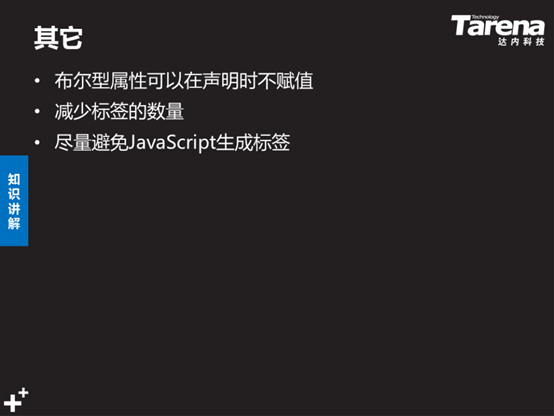 其它
Technology
Tarena
达内科技
• 布尔型属性可以在声明时不赋值
• 减少标签的数量
• 尽量避免JavaScript生成标签
知识讲解